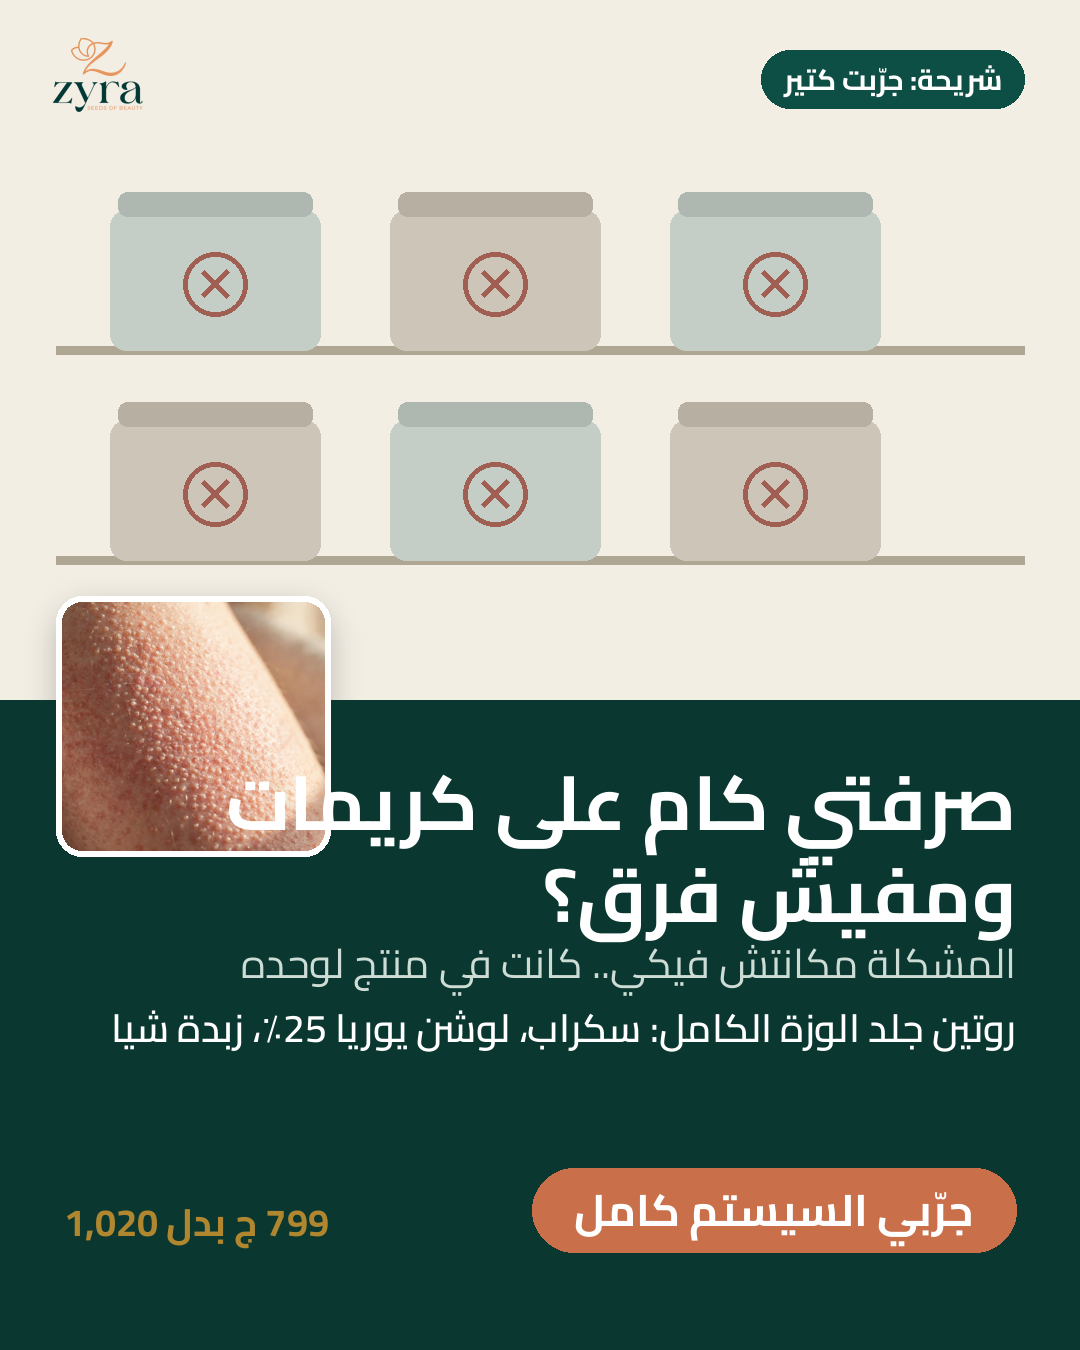 zyra
SEEDS OF BEAUTY
شريحة: جرّبت كتير
صرفتي كام على كريمات
ومفيش فرق؟
المشكلة مكانتش فيكي.. كانت في منتج لوحده
روتين جلد الوزة الكامل: سكراب، لوشن يوريا 25٪، زبدة شيا
جرّبي السيستم كامل
799 ج بدل 1,020